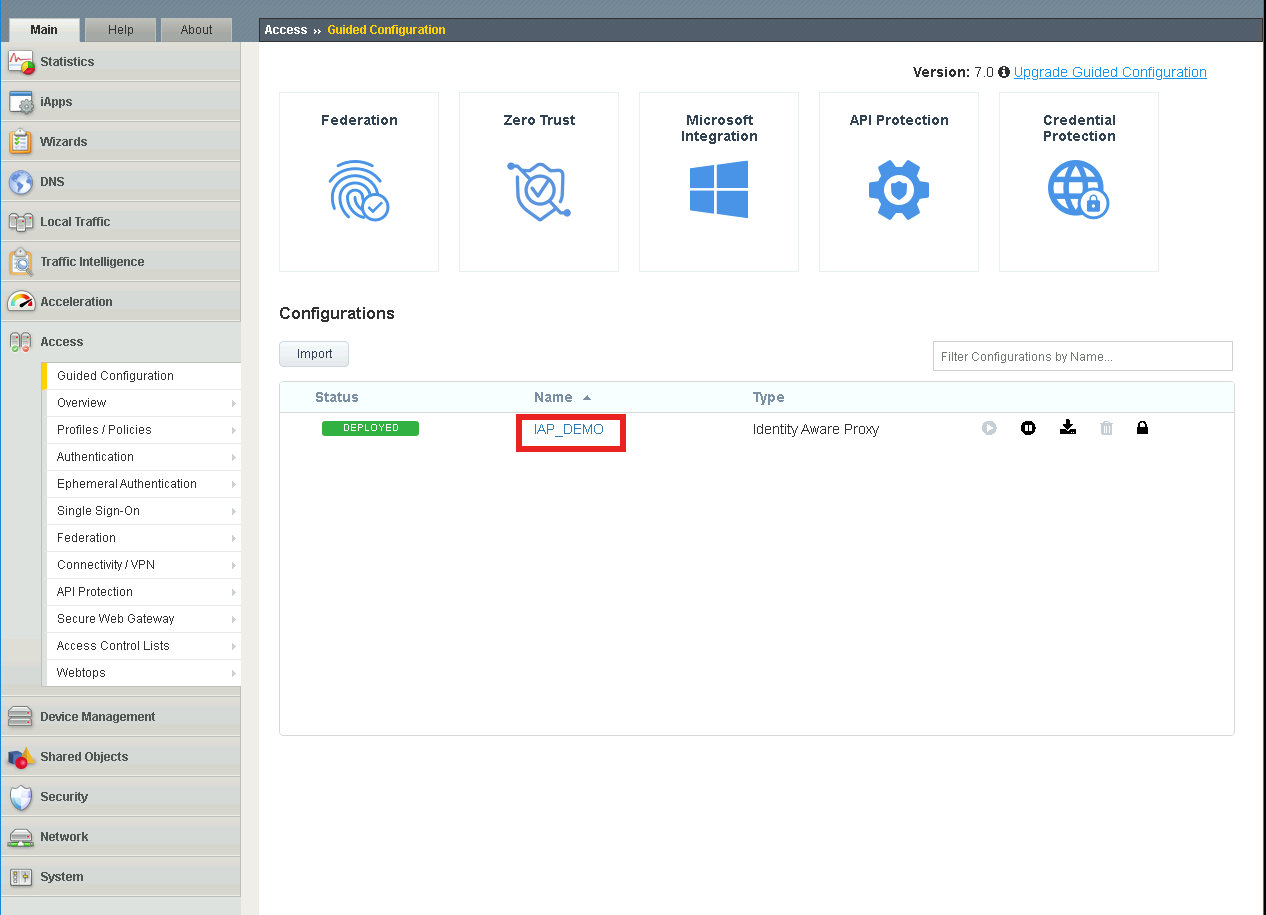 Main
Help
About
Access » Guided Configuration
Statistics
iApps
Wizards
DNS
Local Traffic
Traffic Intelligence
Acceleration
Access
Guided Configuration
Overview
Profiles / Policies
Authentication
Ephemeral Authentication
Single Sign-On
Federation
Connectivity / VPN
API Protection
Secure Web Gateway
Access Control Lists
Webtops
Device Management
Shared Objects
Security
Network
System
Version: 7.0 Upgrade Guided Configuration
Federation
Zero Trust
Microsoft
Integration
API Protection
Credential
Protection
Configurations
Import
Filter Configurations by Name...
Status Name Type
DEPLOYED IAP_DEMO Identity Aware Proxy